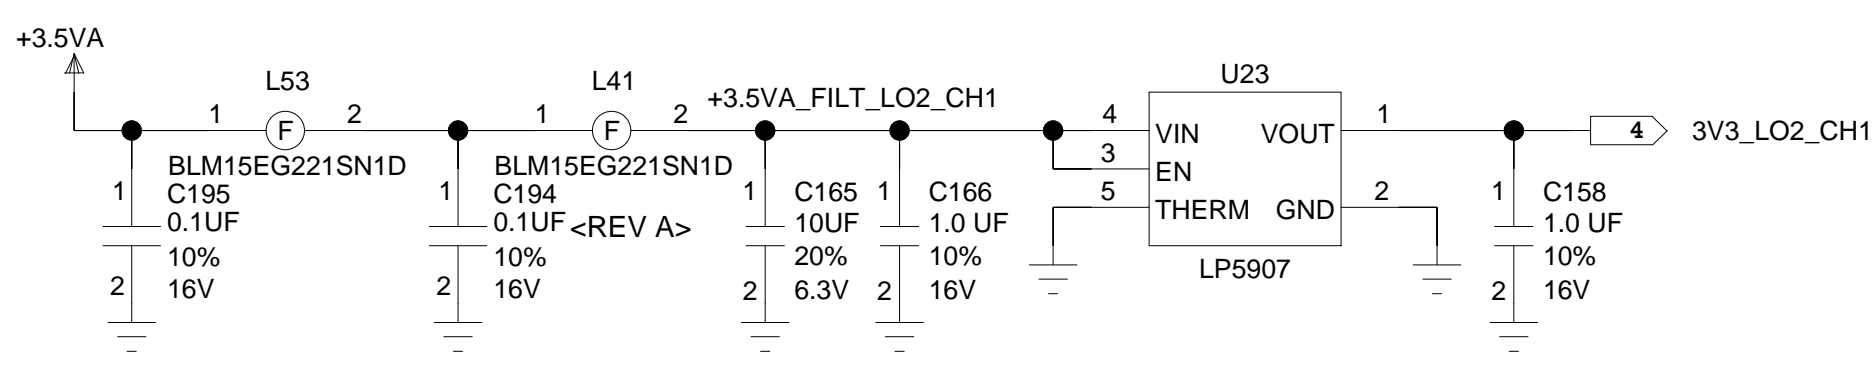 +3.5VA
L53
1
2
BLM15EG221SN1D
1
C195
0.1UF
10%
2
16V
L41
1
2
BLM15EG221SN1D
1
C194
0.1UF
<REV A>
10%
2
16V
+3.5VA_FILT_LO2_CH1
1
C165
10UF
20%
2
6.3V
1
C166
1.0 UF
10%
2
16V
U23
4
VIN
VOUT
1
3
EN
5
THERM
GND
2
LP5907
4
3V3_LO2_CH1
1
C158
1.0 UF
10%
2
16V
F
F